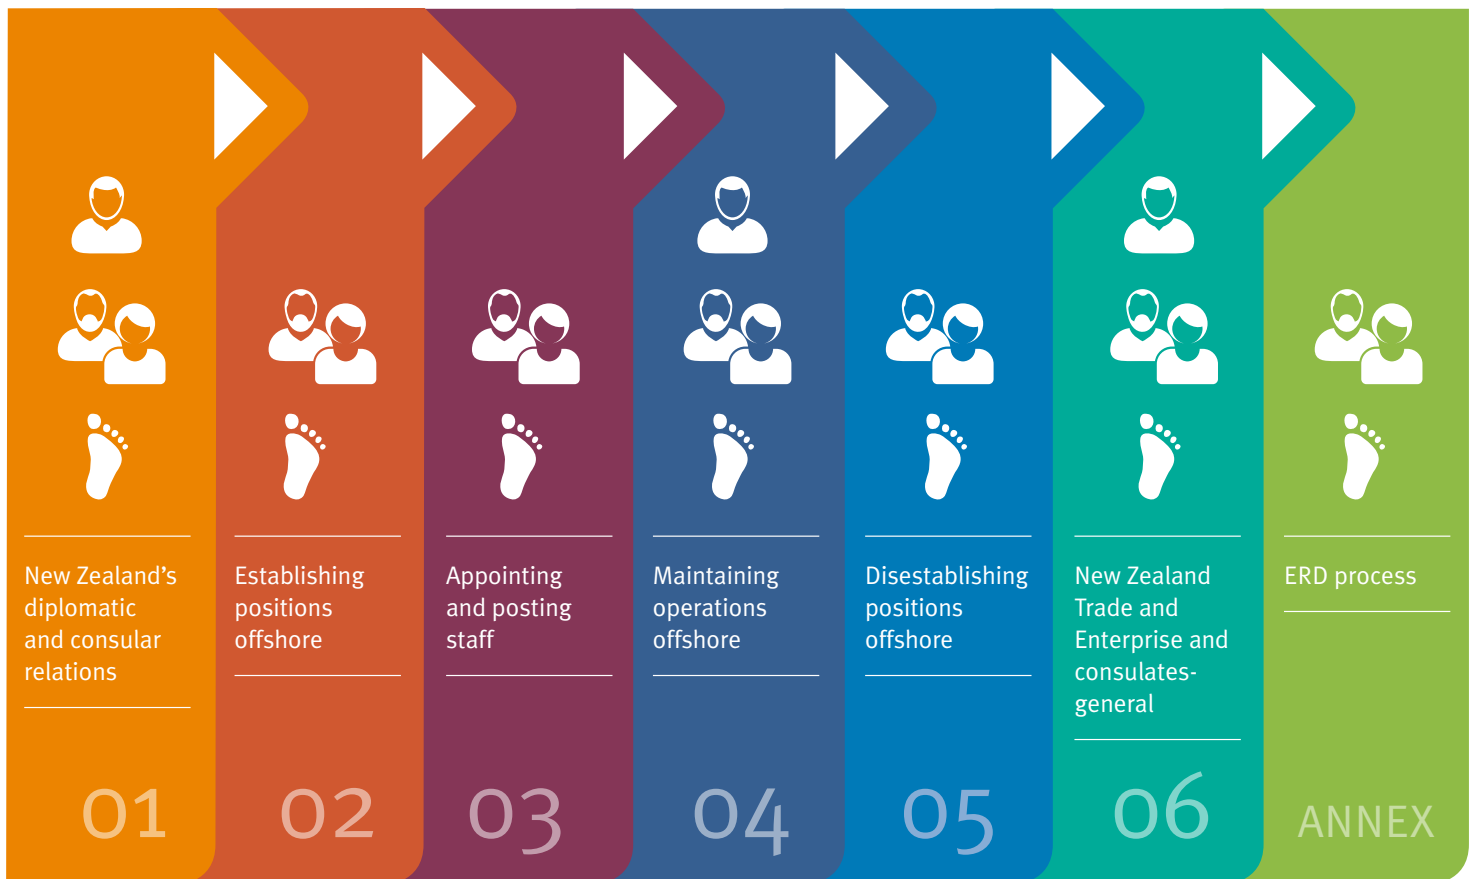 New Zealand's
diplomatic
and consular
relations
01
Establishing
positions
offshore
02
Appointing
and posting
staff
03
Maintaining
operations
offshore
04
Disestablishing
positions
offshore
05
New Zealand
Trade and
Enterprise and
consulates-
general
06
ERD process
ANNEX